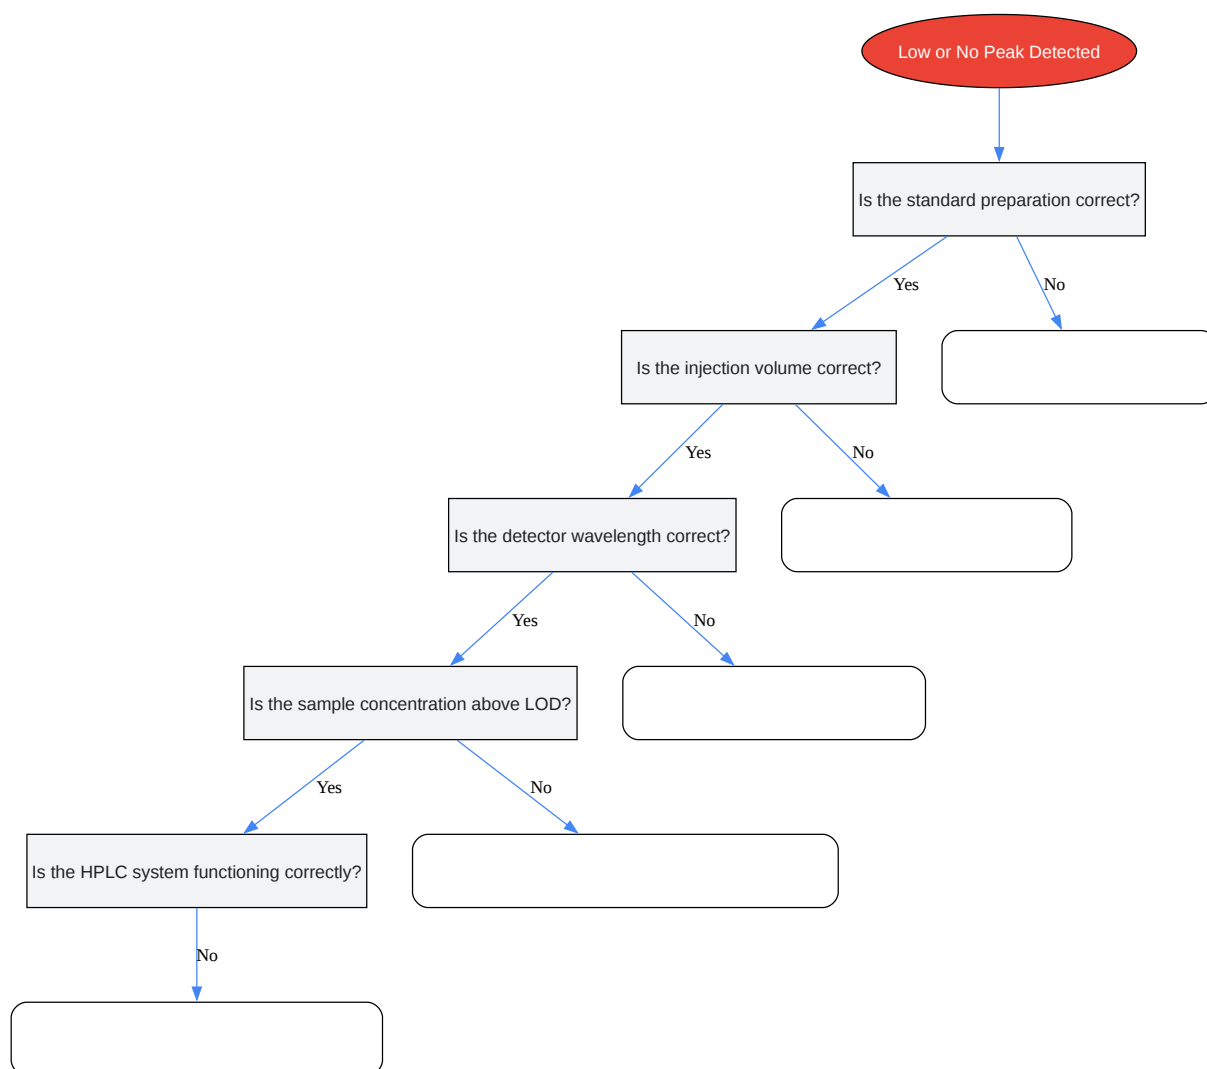 Low or No Peak Detected
Is the standard preparation correct?
Yes
No
Is the injection volume correct?
Yes
No
Is the detector wavelength correct?
Yes
No
Is the sample concentration above LOD?
Yes
No
Is the HPLC system functioning correctly?
No